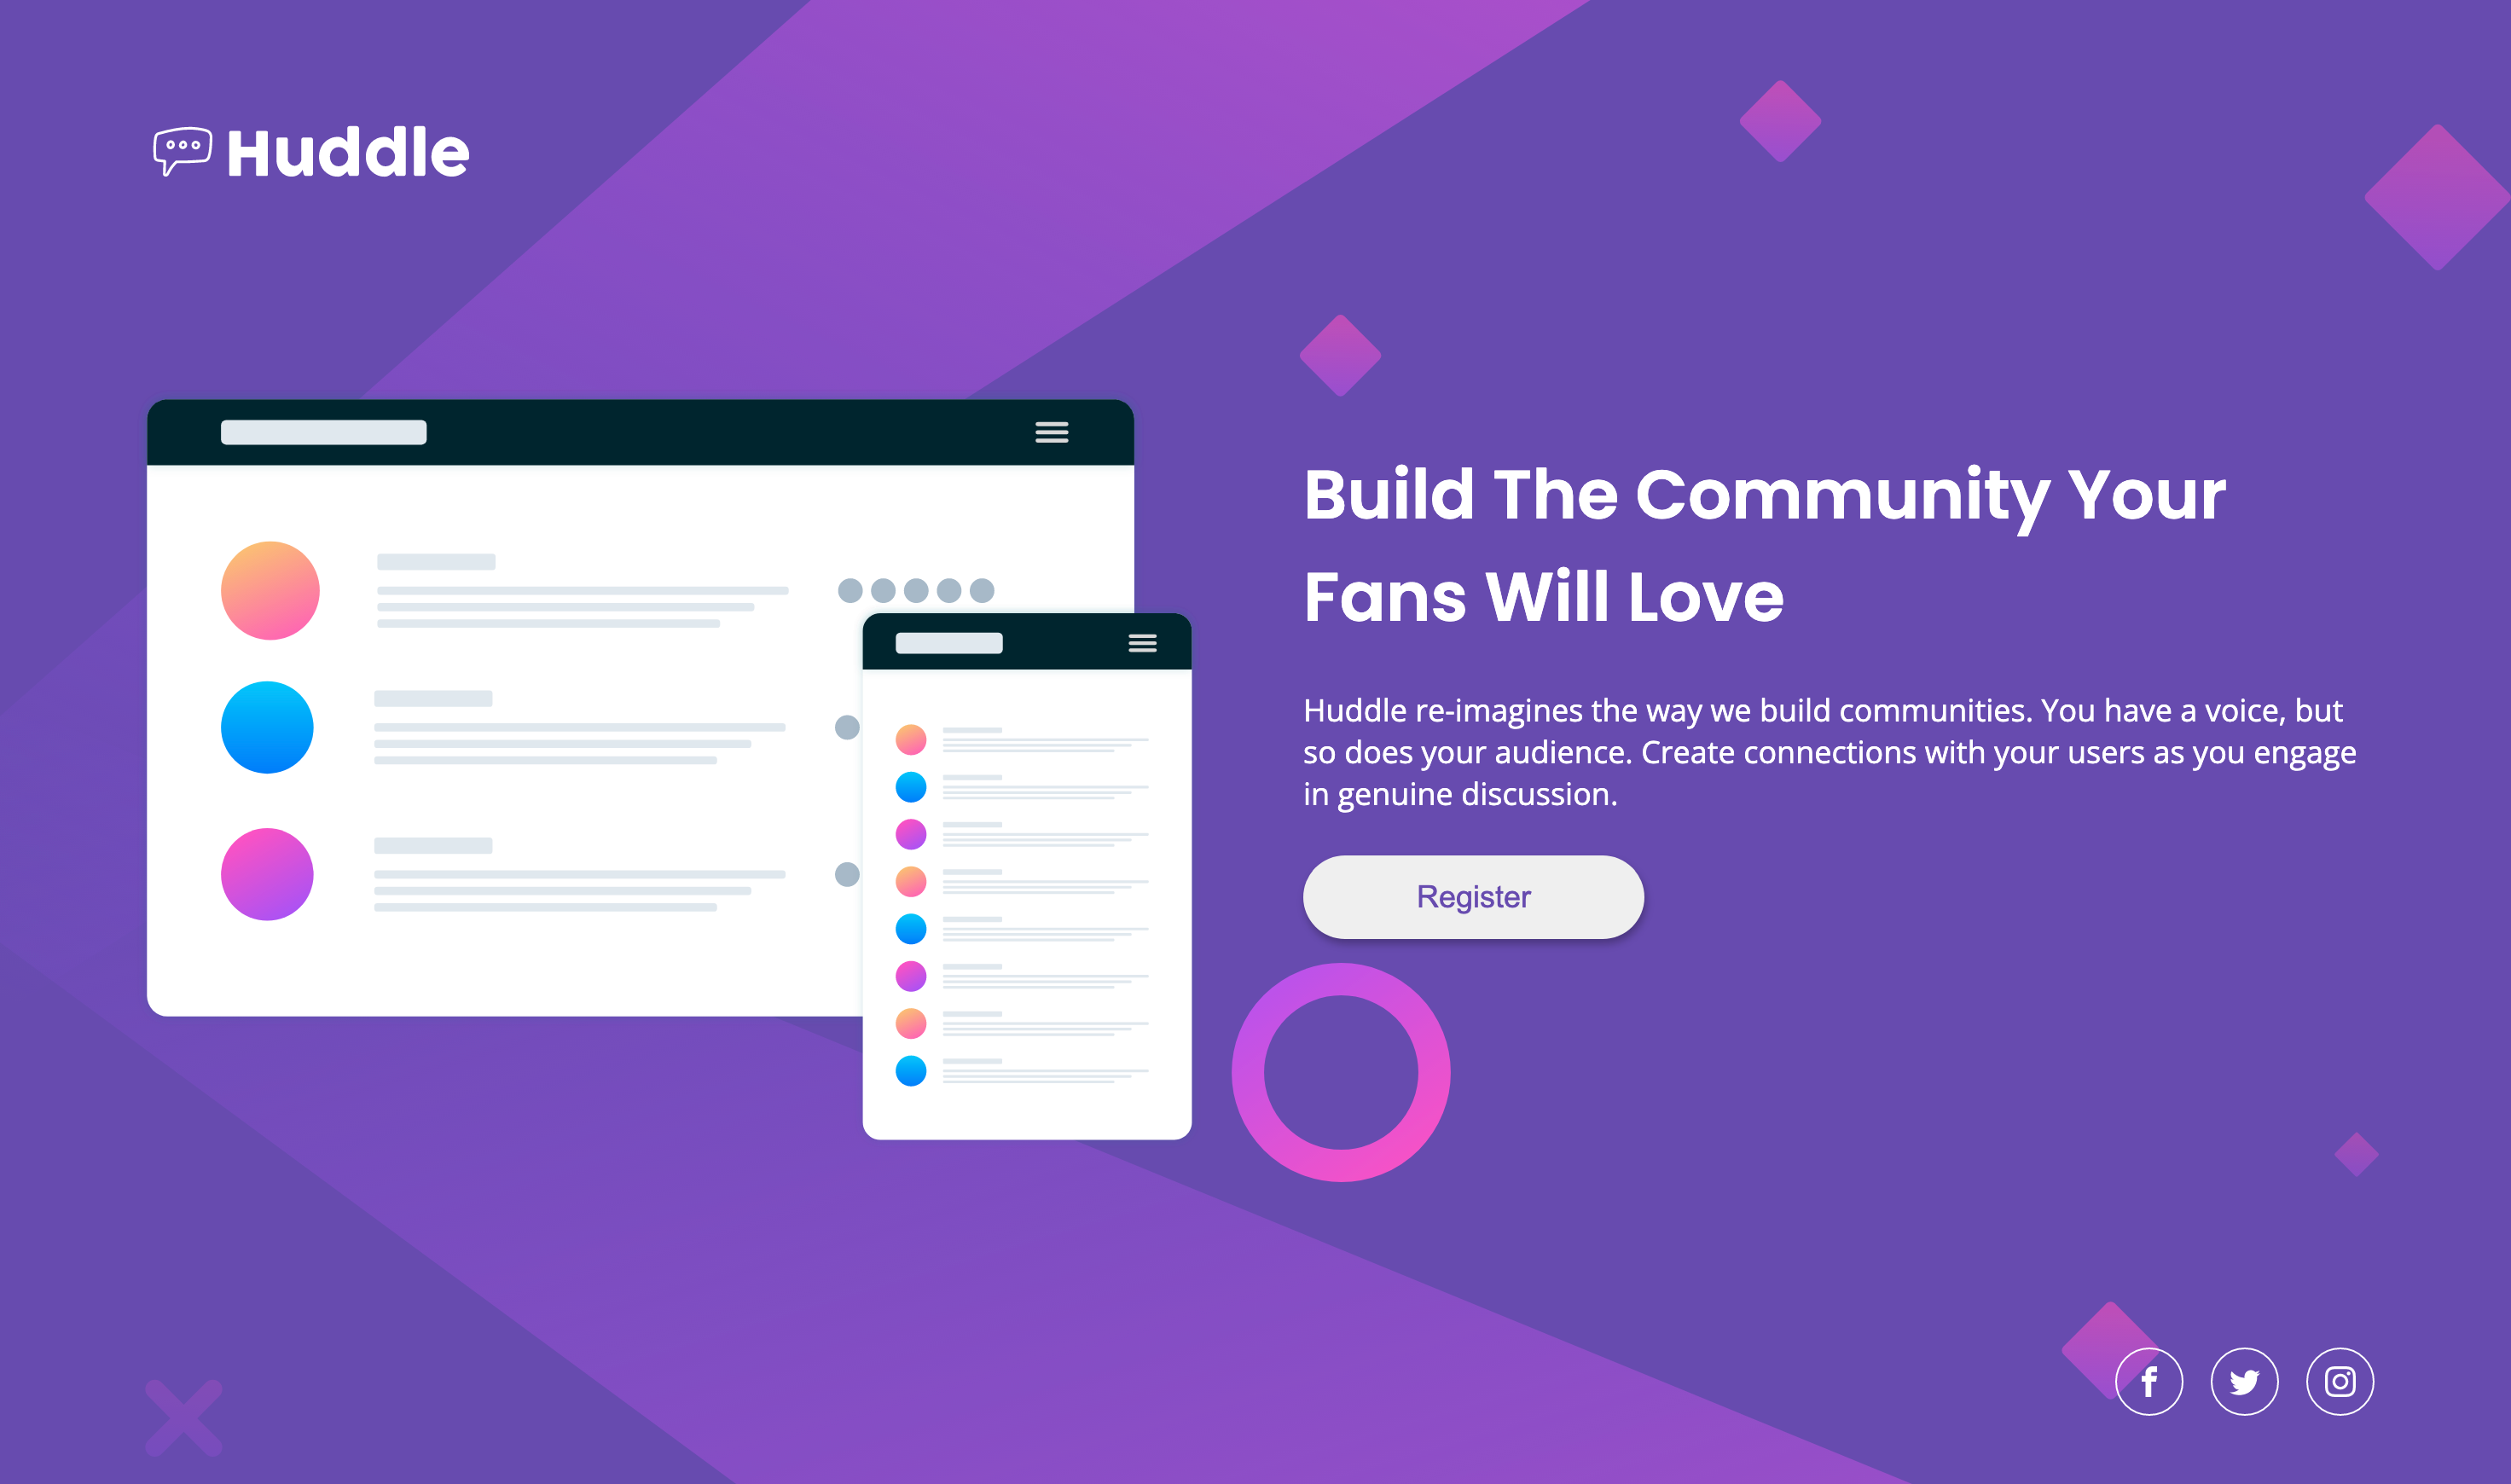 Huddle
Build The Community Your
Fans Will Love
Huddle re-imagines the way we build communities. You have a voice, but
so does your audience. Create connections with your users as you engage
in genuine discussion.
Register